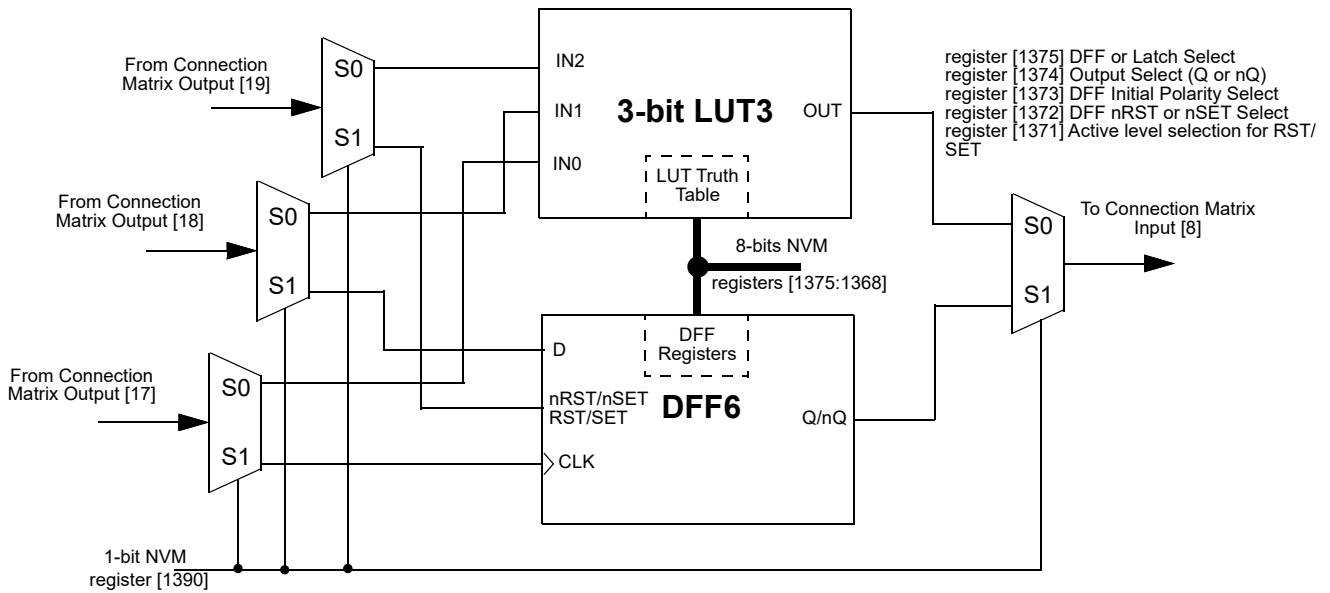 From Connection
Matrix Output [19]
S0
S1
IN2
IN1
IN0
3-bit LUT3
OUT
LUT Truth
Table
register [1375] DFF or Latch Select
register [1374] Output Select (Q or nQ)
register [1373] DFF Initial Polarity Select
register [1372] DFF nRST or nSET Select
register [1371] Active level selection for RST/
SET
From Connection
Matrix Output [18]
S0
S1
8-bits NVM
registers [1375:1368]
S0
S1
To Connection Matrix
Input [8]
From Connection
Matrix Output [17]
S0
S1
D
nRST/nSET
RST/SET
CLK
DFF
Registers
DFF6
Q/nQ
1-bit NVM
register [1390]